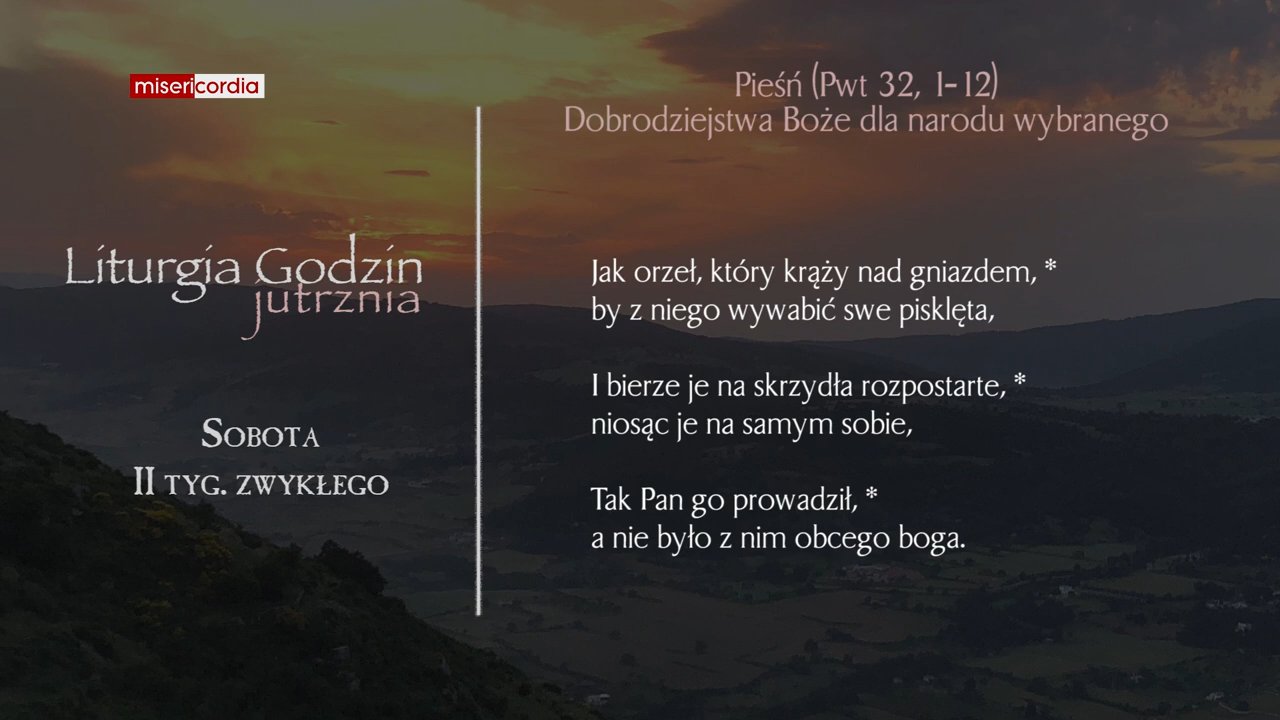 misericordia
Liturgia Godzin
jutrznia
Sobota
II tyg. zwykłego
Pieśń (Pwt 32, 1-12)
Dobrodziejstwa Boże dla narodu wybranego
Jak orzeł, który krąży nad gniazdem, *
by z niego wywabić swe pisklęta,
I bierze je na skrzydła rozpostarte, *
niosąc je na samym sobie,
Tak Pan go prowadził, *
a nie było z nim obcego boga.